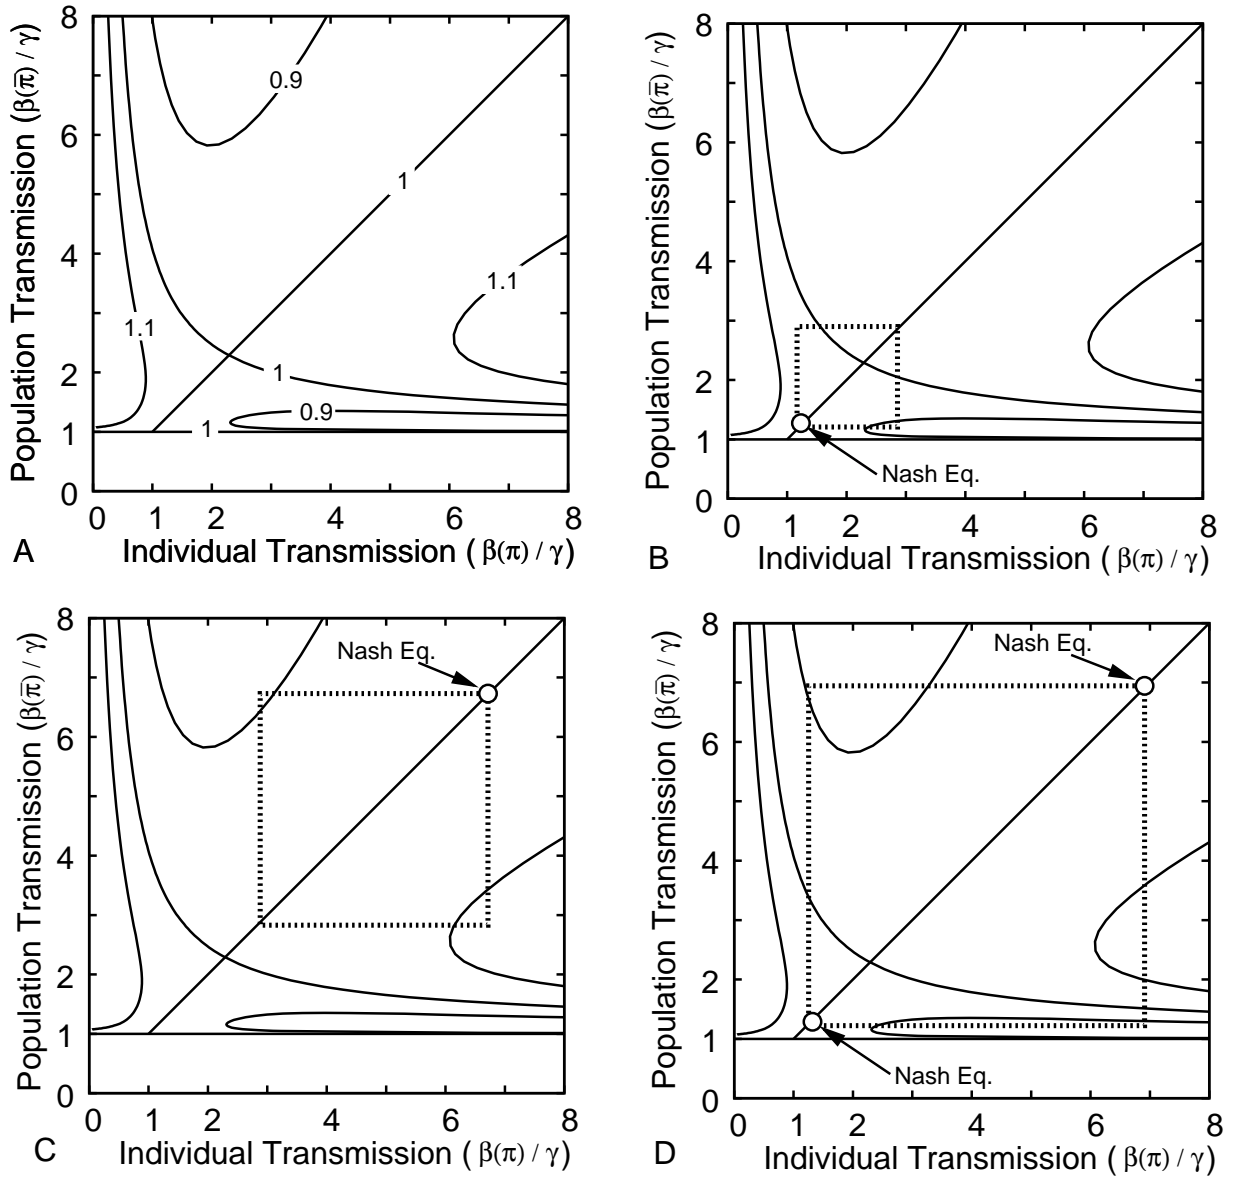 8
6
4
2
1
0
Population Transmission (β(π̅) / γ)
0.9
1
1.1
1.1
1
0.9
1
0 1 2 4 6 8
A
Individual Transmission ( β(π) / γ)
8
6
4
2
1
0
Population Transmission (β(π̅) / γ)
Nash Eq.
0 1 2 4 6 8
B
Individual Transmission ( β(π) / γ)
8
6
4
2
1
0
Population Transmission (β(π̅) / γ)
Nash Eq.
0 1 2 4 6 8
C
Individual Transmission ( β(π) / γ)
8
6
4
2
1
0
Population Transmission (β(π̅) / γ)
Nash Eq.
Nash Eq.
0 1 2 4 6 8
D
Individual Transmission ( β(π) / γ)